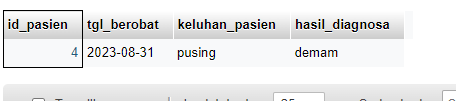 id_pasien tgl_berobat keluhan_pasien hasil_diagnosa
4 2023-08-31 pusing demam